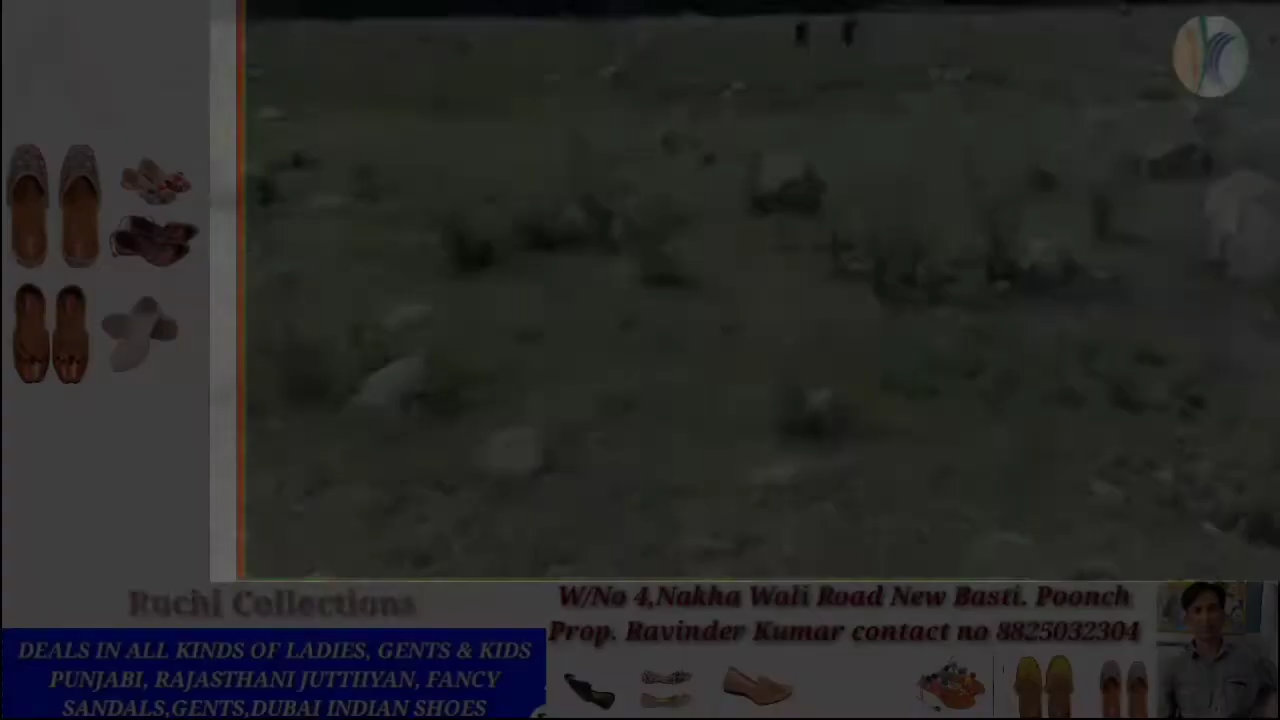 Ruchi Collections
DEALS IN ALL KINDS OF LADIES, GENTS & KIDS
PUNJABI, RAJASTHANI JUTTIIYAN, FANCY
SANDALS,GENTS,DUBAI INDIAN SHOES
W/No 4,Nakha Wali Road New Basti. Poonch
Prop. Ravinder Kumar contact no 8825032304